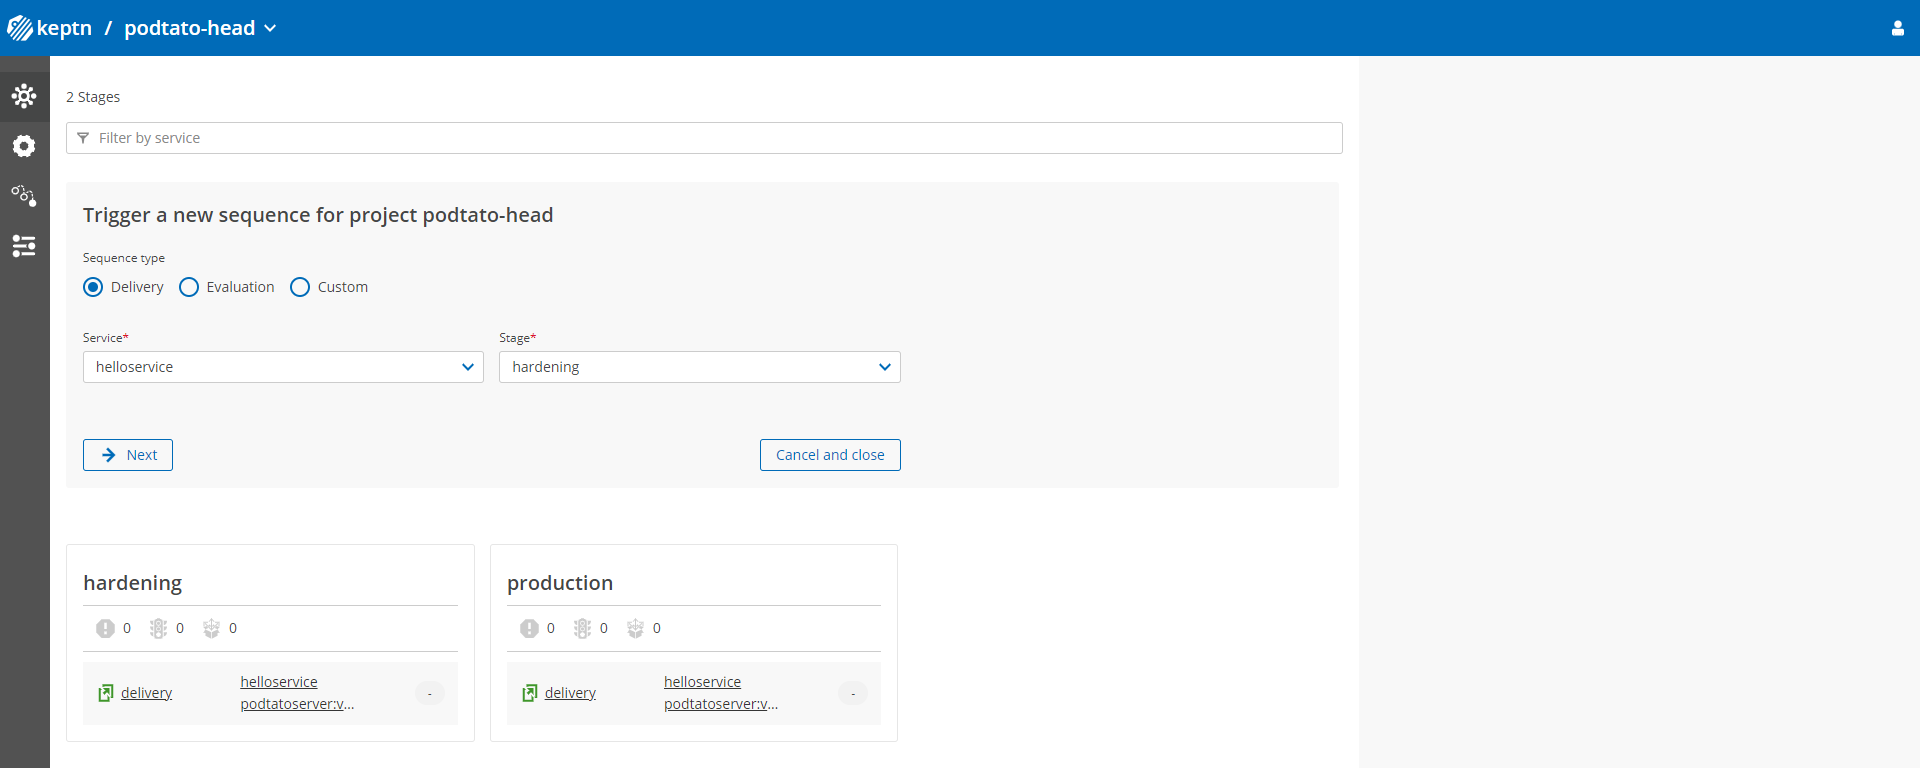 keptn / podtato-head
2 Stages
Filter by service
Trigger a new sequence for project podtato-head
Sequence type
Delivery Evaluation Custom
Service* Stage*
helloservice hardening
Next Cancel and close
hardening
0 0 0
delivery helloservice - 
podtatoserver:v...
production
0 0 0
delivery helloservice -
podtatoserver:v...